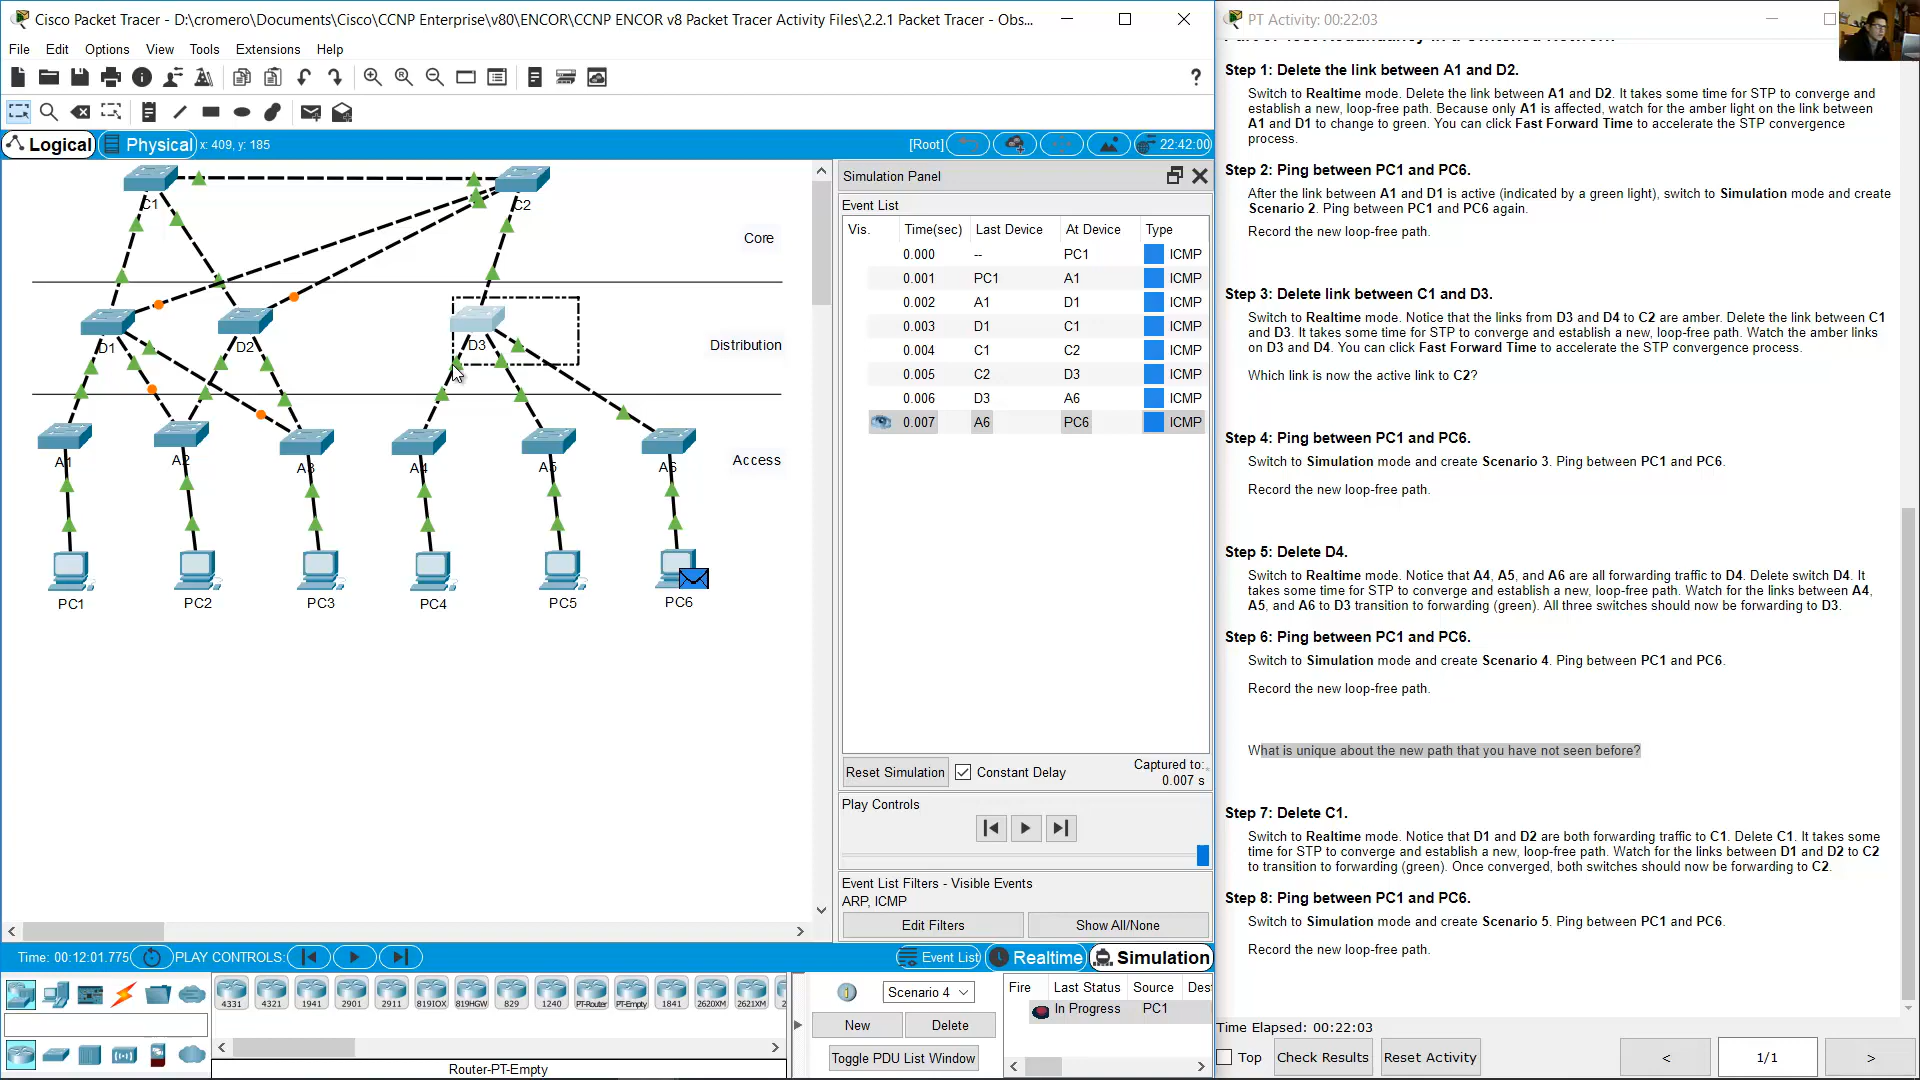 Cisco Packet Tracer - D:\cromero\Documents\Cisco\CCNP Enterprise\v80\ENCOR\CCNP ENCOR v8 Packet Tracer Activity Files\2.2.1 Packet Tracer - Obs...
File Edit Options View Tools Extensions Help
Logical Physical x: 409, y: 185 [Root] 22:42:00
C1
C2
Core
D1
D2
D3
Distribution
A1
A2
A3
A4
A5
A6
Access
PC1
PC2
PC3
PC4
PC5
PC6
Simulation Panel
Event List
Vis. Time(sec) Last Device At Device Type
0.000 -- PC1 ICMP
0.001 PC1 A1 ICMP
0.002 A1 D1 ICMP
0.003 D1 C1 ICMP
0.004 C1 C2 ICMP
0.005 C2 D3 ICMP
0.006 D3 A6 ICMP
0.007 A6 PC6 ICMP
Reset Simulation Constant Delay Captured to:
0.007 s
Play Controls
Event List Filters - Visible Events
ARP, ICMP
Edit Filters Show All/None
Time: 00:12:01.775 PLAY CONTROLS: Event List Realtime Simulation
4331 4321 1941 2901 2911 819IOX 819HGW 829 1240 PT-Router PT-Empty 1841 2620XM 2621XM
Router-PT-Empty
Scenario 4
New Delete
Toggle PDU List Window
Fire Last Status Source Dest
In Progress PC1
PT Activity: 00:22:03
Step 1: Delete the link between A1 and D2.
Switch to Realtime mode. Delete the link between A1 and D2. It takes some time for STP to converge and
establish a new, loop-free path. Because only A1 is affected, watch for the amber light on the link between
A1 and D1 to change to green. You can click Fast Forward Time to accelerate the STP convergence
process.
Step 2: Ping between PC1 and PC6.
After the link between A1 and D1 is active (indicated by a green light), switch to Simulation mode and create
Scenario 2. Ping between PC1 and PC6 again.
Record the new loop-free path.
Step 3: Delete link between C1 and D3.
Switch to Realtime mode. Notice that the links from D3 and D4 to C2 are amber. Delete the link between C1
and D3. It takes some time for STP to converge and establish a new, loop-free path. Watch the amber links
on D3 and D4. You can click Fast Forward Time to accelerate the STP convergence process.
Which link is now the active link to C2?
Step 4: Ping between PC1 and PC6.
Switch to Simulation mode and create Scenario 3. Ping between PC1 and PC6.
Record the new loop-free path.
Step 5: Delete D4.
Switch to Realtime mode. Notice that A4, A5, and A6 are all forwarding traffic to D4. Delete switch D4. It
takes some time for STP to converge and establish a new, loop-free path. Watch for the links between A4,
A5, and A6 to D3 transition to forwarding (green). All three switches should now be forwarding to D3.
Step 6: Ping between PC1 and PC6.
Switch to Simulation mode and create Scenario 4. Ping between PC1 and PC6.
Record the new loop-free path.
What is unique about the new path that you have not seen before?
Step 7: Delete C1.
Switch to Realtime mode. Notice that D1 and D2 are both forwarding traffic to C1. Delete C1. It takes some
time for STP to converge and establish a new, loop-free path. Watch for the links between D1 and D2 to C2
to transition to forwarding (green). Once converged, both switches should now be forwarding to C2.
Step 8: Ping between PC1 and PC6.
Switch to Simulation mode and create Scenario 5. Ping between PC1 and PC6.
Record the new loop-free path.
Time Elapsed: 00:22:03
Top Check Results Reset Activity < 1/1 >